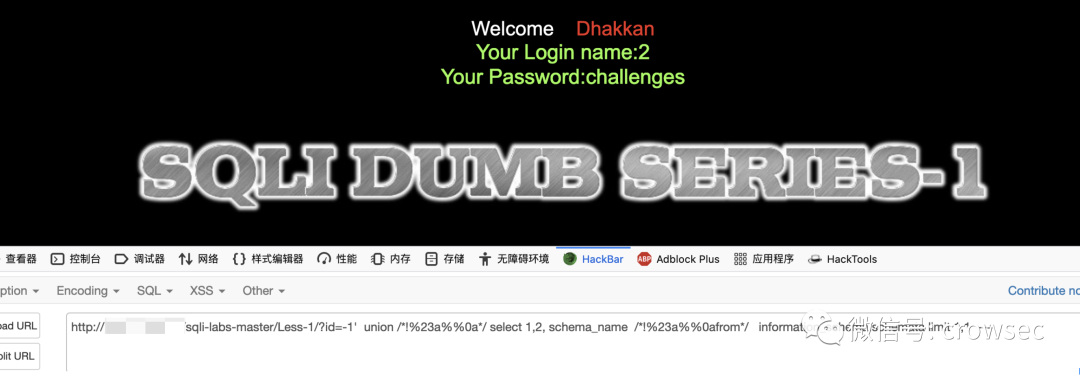 Welcome Dhakkan
Your Login name:2
Your Password:challenges
SQLI DUMB SERIES-1
查看器 控制台 调试器 网络 样式编辑器 性能 内存 存储 无障碍环境 HackBar ABP Adblock Plus 应用程序 HackTools
ption Encoding SQL XSS Other Contribute no
oad URL http:// /sqli-labs-master/Less-1/?id=-1' union /*!%23a%%0a*/ select 1,2, schema_name /*!%23a%%0afrom*/ limit
plit URL
微信号: crowsec